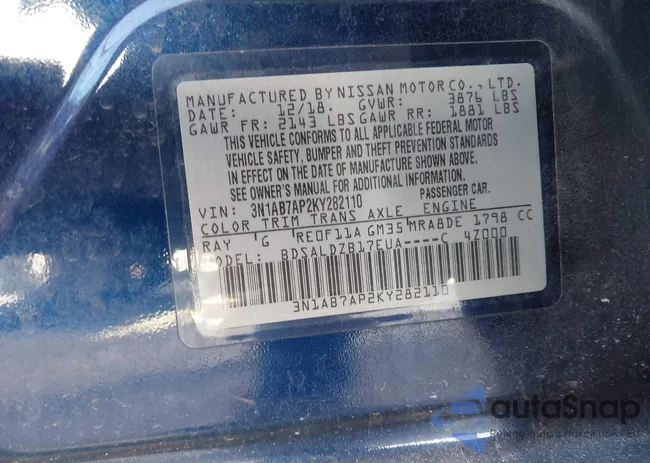 MANUFACTURED BY NISSAN MOTOR CO., LTD.
DATE: 12/18. GVWR: 3876 LBS
GAWR FR: 2143 LBS GAWR RR: 1881 LBS
THIS VEHICLE CONFORMS TO ALL APPLICABLE FEDERAL MOTOR
VEHICLE SAFETY, BUMPER AND THEFT PREVENTION STANDARDS
IN EFFECT ON THE DATE OF MANUFACTURE SHOWN ABOVE.
SEE OWNER'S MANUAL FOR ADDITIONAL INFORMATION.
VIN: 3N1AB7AP2KY282110 PASSENGER CAR.
COLOR TRIM TRANS AXLE ENGINE
RAY G RE0F11A GM35 MRA8DE 1798 CC
MODEL: BDSALDZB17EUA----C 47000
3N1AB7AP2KY282110
autoSnap